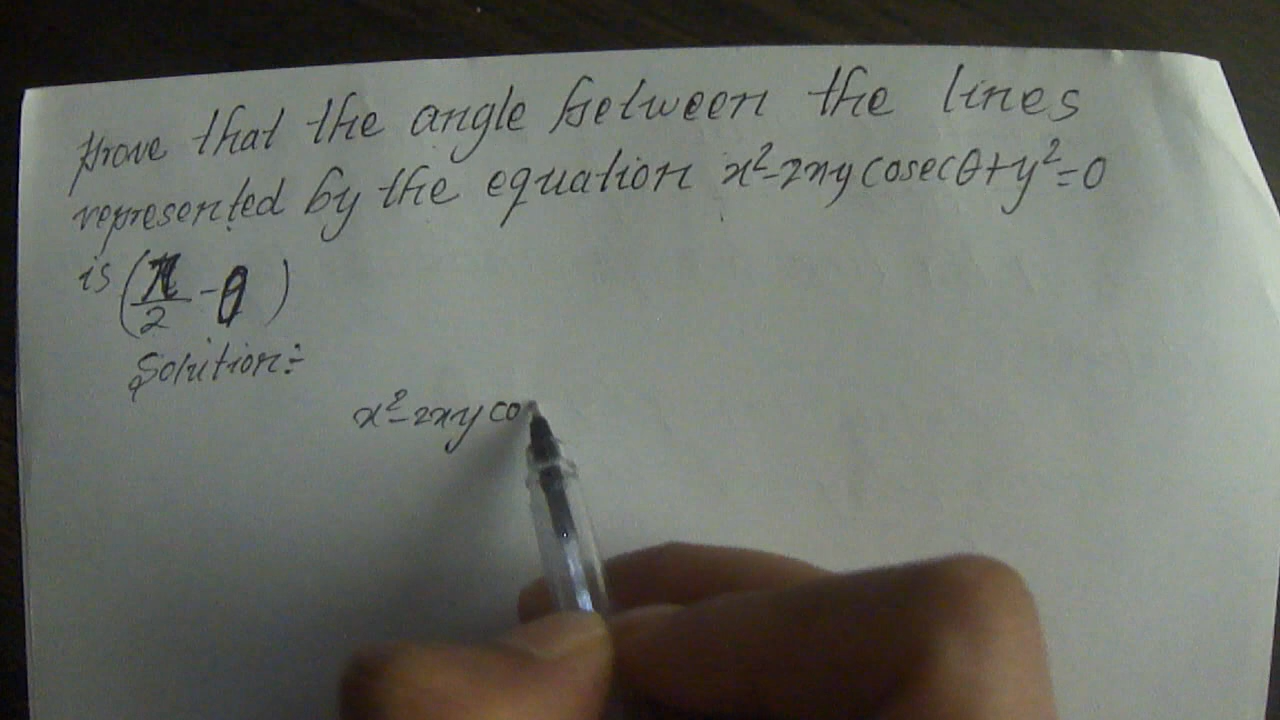 prove that the angle between the lines
represented by the equation x²-2xy cosecθ+y²=0
is (π/2 -θ)
Solution:-
x²-2xy co